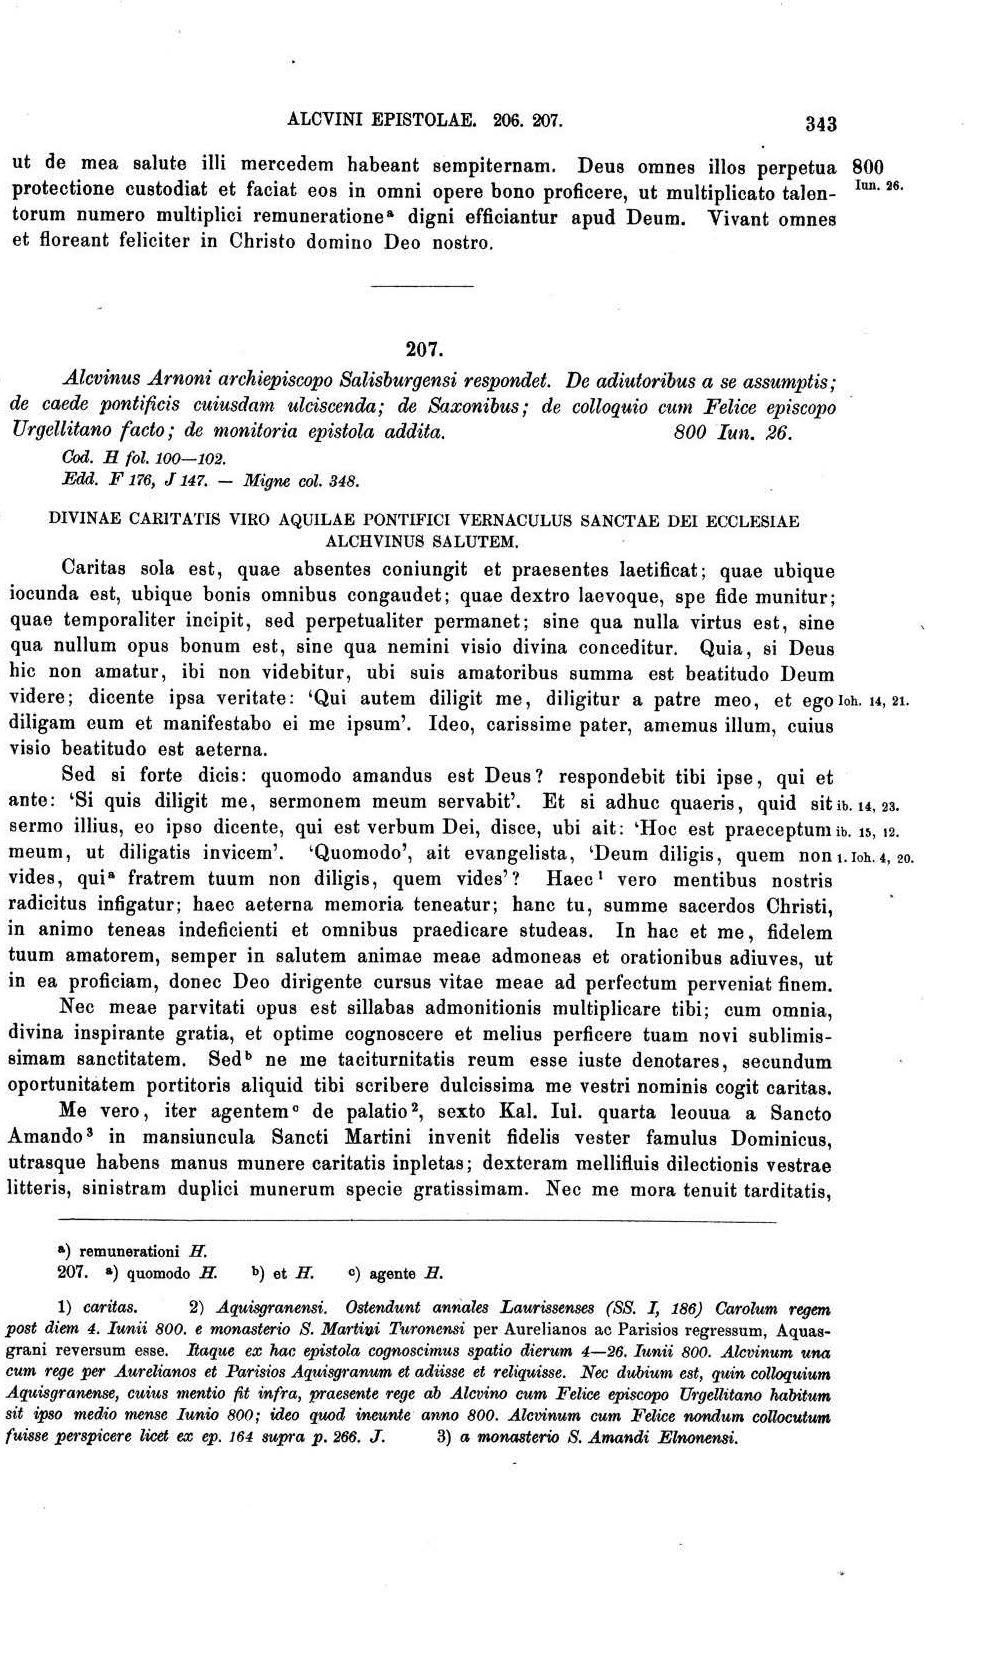 ALCVINI EPISTOLAE. 206. 207. 343
ut de mea salute illi mercedem habeant sempiternam. Deus omnes illos perpetua 800
protectione custodiat et faciat eos in omni opere bono proficere, ut multiplicato talen- Iun. 26.
torum numero multiplici remunerationeᵃ digni efficiantur apud Deum. Vivant omnes
et floreant feliciter in Christo domino Deo nostro.
207.
Alcvinus Arnoni archiepiscopo Salisburgensi respondet. De adiutoribus a se assumptis;
de caede pontificis cuiusdam ulciscenda; de Saxonibus; de colloquio cum Felice episcopo
Urgellitano facto; de monitoria epistola addita. 800 Iun. 26.
Cod. H fol. 100—102.
Edd. F 176, J 147. — Migne col. 348.
DIVINAE CARITATIS VIRO AQUILAE PONTIFICI VERNACULUS SANCTAE DEI ECCLESIAE
ALCHVINUS SALUTEM.
Caritas sola est, quae absentes coniungit et praesentes laetificat; quae ubique
iocunda est, ubique bonis omnibus congaudet; quae dextro laevoque, spe fide munitur;
quae temporaliter incipit, sed perpetualiter permanet; sine qua nulla virtus est, sine
qua nullum opus bonum est, sine qua nemini visio divina conceditur. Quia, si Deus
hic non amatur, ibi non videbitur, ubi suis amatoribus summa est beatitudo Deum
videre; dicente ipsa veritate: ‘Qui autem diligit me, diligitur a patre meo, et ego Ioh. 14, 21.
diligam eum et manifestabo ei me ipsum’. Ideo, carissime pater, amemus illum, cuius
visio beatitudo est aeterna.
Sed si forte dicis: quomodo amandus est Deus? respondebit tibi ipse, qui et
ante: ‘Si quis diligit me, sermonem meum servabit’. Et si adhuc quaeris, quid sit ib. 14, 23.
sermo illius, eo ipso dicente, qui est verbum Dei, disce, ubi ait: ‘Hoc est praeceptum ib. 15, 12.
meum, ut diligatis invicem’. ‘Quomodo’, ait evangelista, ‘Deum diligis, quem non 1. Ioh. 4, 20.
vides, quiᵃ fratrem tuum non diligis, quem vides’? Haec¹ vero mentibus nostris
radicitus infigatur; haec aeterna memoria teneatur; hanc tu, summe sacerdos Christi,
in animo teneas indeficienti et omnibus praedicare studeas. In hac et me, fidelem
tuum amatorem, semper in salutem animae meae admoneas et orationibus adiuves, ut
in ea proficiam, donec Deo dirigente cursus vitae meae ad perfectum perveniat finem.
Nec meae parvitati opus est sillabas admonitionis multiplicare tibi; cum omnia,
divina inspirante gratia, et optime cognoscere et melius perficere tuam novi sublimis-
simam sanctitatem. Sedᵇ ne me taciturnitatis reum esse iuste denotares, secundum
oportunitatem portitoris aliquid tibi scribere dulcissima me vestri nominis cogit caritas.
Me vero, iter agentemᶜ de palatio², sexto Kal. Iul. quarta leouua a Sancto
Amando³ in mansiuncula Sancti Martini invenit fidelis vester famulus Dominicus,
utrasque habens manus munere caritatis inpletas; dexteram mellifluis dilectionis vestrae
litteris, sinistram duplici munerum specie gratissimam. Nec me mora tenuit tarditatis,
ᵃ) remunerationi H.
207. ᵃ) quomodo H. ᵇ) et H. ᶜ) agente H.
1) caritas. 2) Aquisgranensi. Ostendunt annales Laurissenses (SS. I, 186) Carolum regem
post diem 4. Iunii 800. e monasterio S. Martini Turonensi per Aurelianos ac Parisios regressum, Aquas-
grani reversum esse. Itaque ex hac epistola cognoscimus spatio dierum 4—26. Iunii 800. Alcvinum una
cum rege per Aurelianos et Parisios Aquisgranum et adiisse et reliquisse. Nec dubium est, quin colloquium
Aquisgranense, cuius mentio fit infra, praesente rege ab Alcvino cum Felice episcopo Urgellitano habitum
sit ipso medio mense Iunio 800; ideo quod ineunte anno 800. Alcvinum cum Felice nondum collocutum
fuisse perspicere licet ex ep. 164 supra p. 266. J. 3) a monasterio S. Amandi Elnonensi.